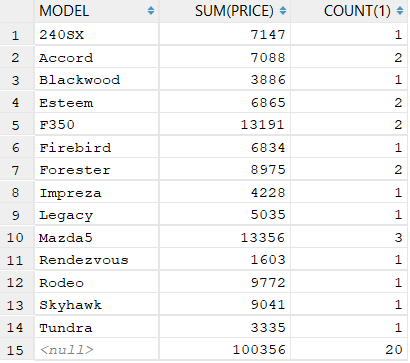 MODEL SUM(PRICE) COUNT(1)
1 240SX 7147 1
2 Accord 7088 2
3 Blackwood 3886 1
4 Esteem 6865 2
5 F350 13191 2
6 Firebird 6834 1
7 Forester 8975 2
8 Impreza 4228 1
9 Legacy 5035 1
10 Mazda5 13356 3
11 Rendezvous 1603 1
12 Rodeo 9772 1
13 Skyhawk 9041 1
14 Tundra 3335 1
15 <null> 100356 20